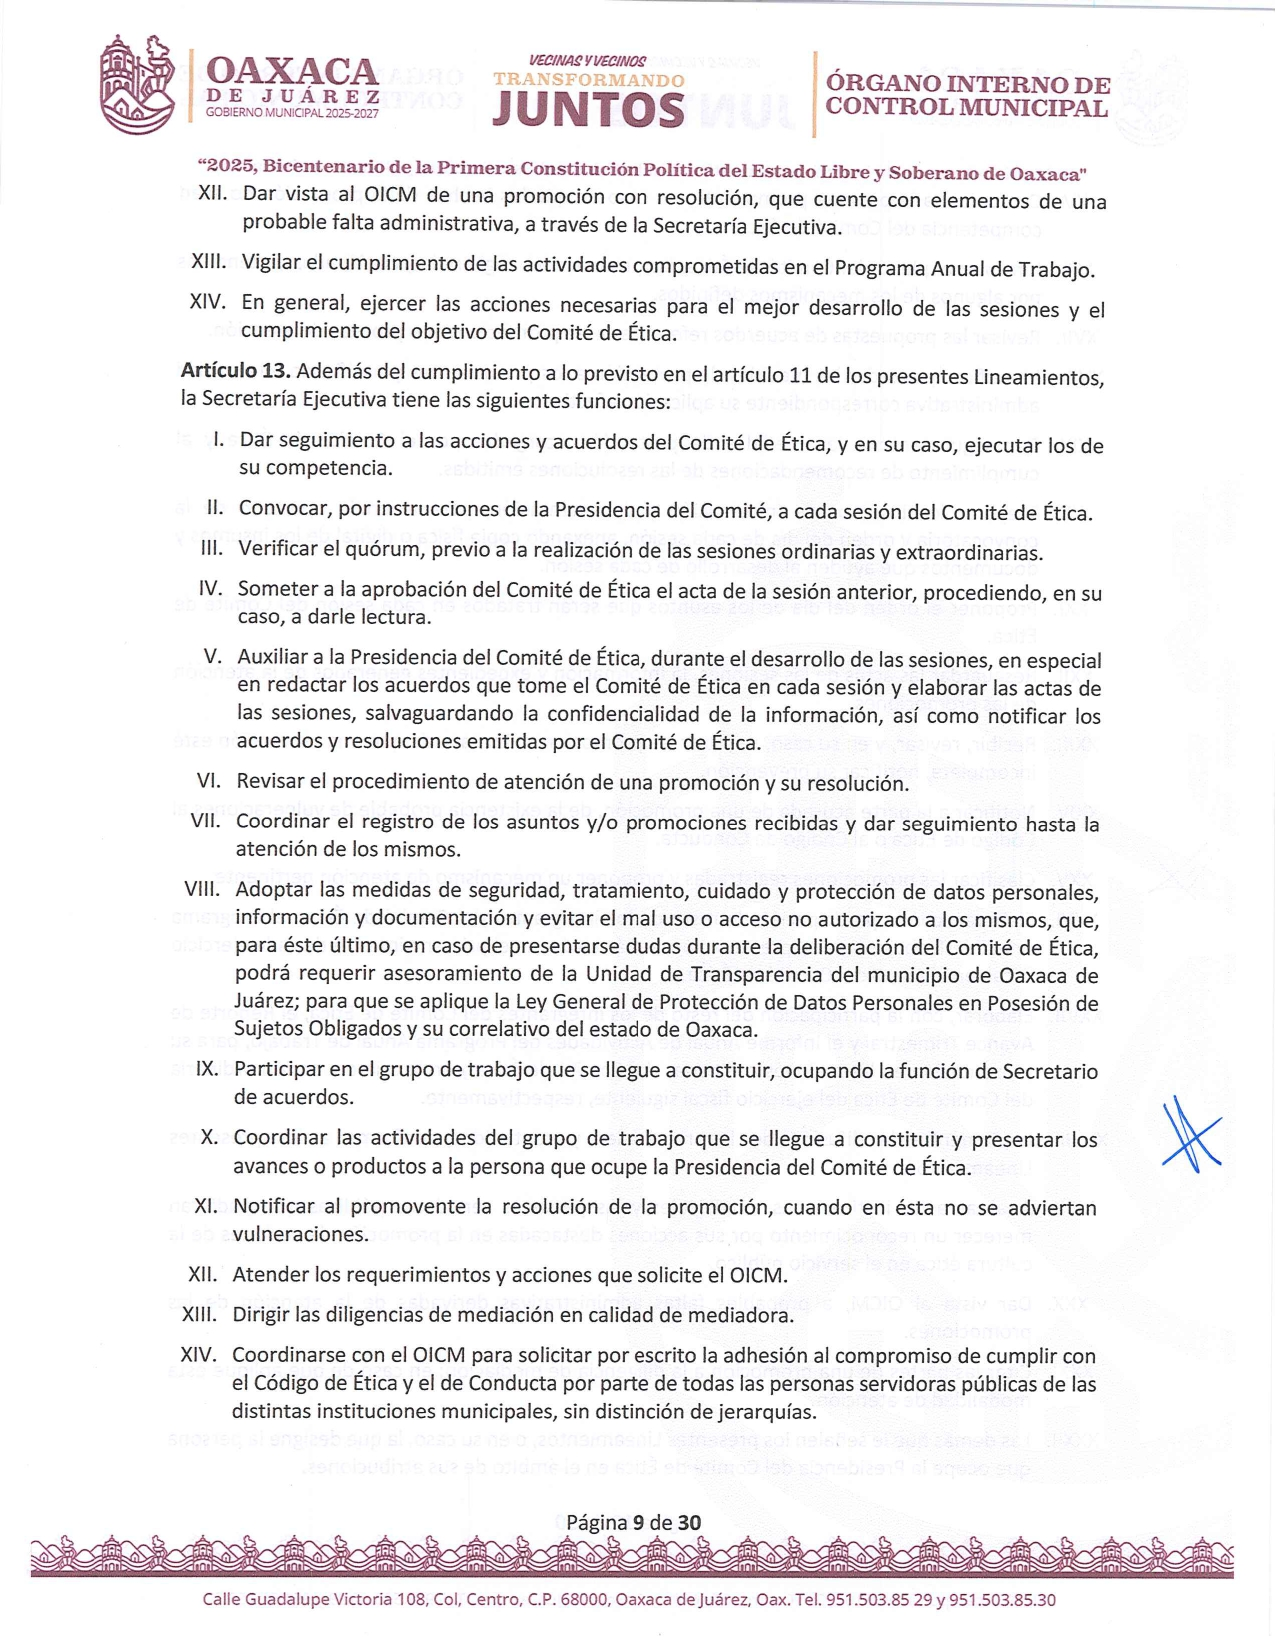 OAXACA
DE JUÁREZ
GOBIERNO MUNICIPAL 2025-2027
VECINAS Y VECINOS
TRANSFORMANDO
JUNTOS
ÓRGANO INTERNO DE
CONTROL MUNICIPAL
“2025, Bicentenario de la Primera Constitución Política del Estado Libre y Soberano de Oaxaca"
XII. Dar vista al OICM de una promoción con resolución, que cuente con elementos de una
probable falta administrativa, a través de la Secretaría Ejecutiva.
XIII. Vigilar el cumplimiento de las actividades comprometidas en el Programa Anual de Trabajo.
XIV. En general, ejercer las acciones necesarias para el mejor desarrollo de las sesiones y el
cumplimiento del objetivo del Comité de Ética.
Artículo 13. Además del cumplimiento a lo previsto en el artículo 11 de los presentes Lineamientos,
la Secretaría Ejecutiva tiene las siguientes funciones:
I. Dar seguimiento a las acciones y acuerdos del Comité de Ética, y en su caso, ejecutar los de
su competencia.
II. Convocar, por instrucciones de la Presidencia del Comité, a cada sesión del Comité de Ética.
III. Verificar el quórum, previo a la realización de las sesiones ordinarias y extraordinarias.
IV. Someter a la aprobación del Comité de Ética el acta de la sesión anterior, procediendo, en su
caso, a darle lectura.
V. Auxiliar a la Presidencia del Comité de Ética, durante el desarrollo de las sesiones, en especial
en redactar los acuerdos que tome el Comité de Ética en cada sesión y elaborar las actas de
las sesiones, salvaguardando la confidencialidad de la información, así como notificar los
acuerdos y resoluciones emitidas por el Comité de Ética.
VI. Revisar el procedimiento de atención de una promoción y su resolución.
VII. Coordinar el registro de los asuntos y/o promociones recibidas y dar seguimiento hasta la
atención de los mismos.
VIII. Adoptar las medidas de seguridad, tratamiento, cuidado y protección de datos personales,
información y documentación y evitar el mal uso o acceso no autorizado a los mismos, que,
para éste último, en caso de presentarse dudas durante la deliberación del Comité de Ética,
podrá requerir asesoramiento de la Unidad de Transparencia del municipio de Oaxaca de
Juárez; para que se aplique la Ley General de Protección de Datos Personales en Posesión de
Sujetos Obligados y su correlativo del estado de Oaxaca.
IX. Participar en el grupo de trabajo que se llegue a constituir, ocupando la función de Secretario
de acuerdos.
X. Coordinar las actividades del grupo de trabajo que se llegue a constituir y presentar los
avances o productos a la persona que ocupe la Presidencia del Comité de Ética.
XI. Notificar al promovente la resolución de la promoción, cuando en ésta no se adviertan
vulneraciones.
XII. Atender los requerimientos y acciones que solicite el OICM.
XIII. Dirigir las diligencias de mediación en calidad de mediadora.
XIV. Coordinarse con el OICM para solicitar por escrito la adhesión al compromiso de cumplir con
el Código de Ética y el de Conducta por parte de todas las personas servidoras públicas de las
distintas instituciones municipales, sin distinción de jerarquías.
Página 9 de 30
Calle Guadalupe Victoria 108, Col, Centro, C.P. 68000, Oaxaca de Juárez, Oax. Tel. 951.503.85 29 y 951.503.85.30